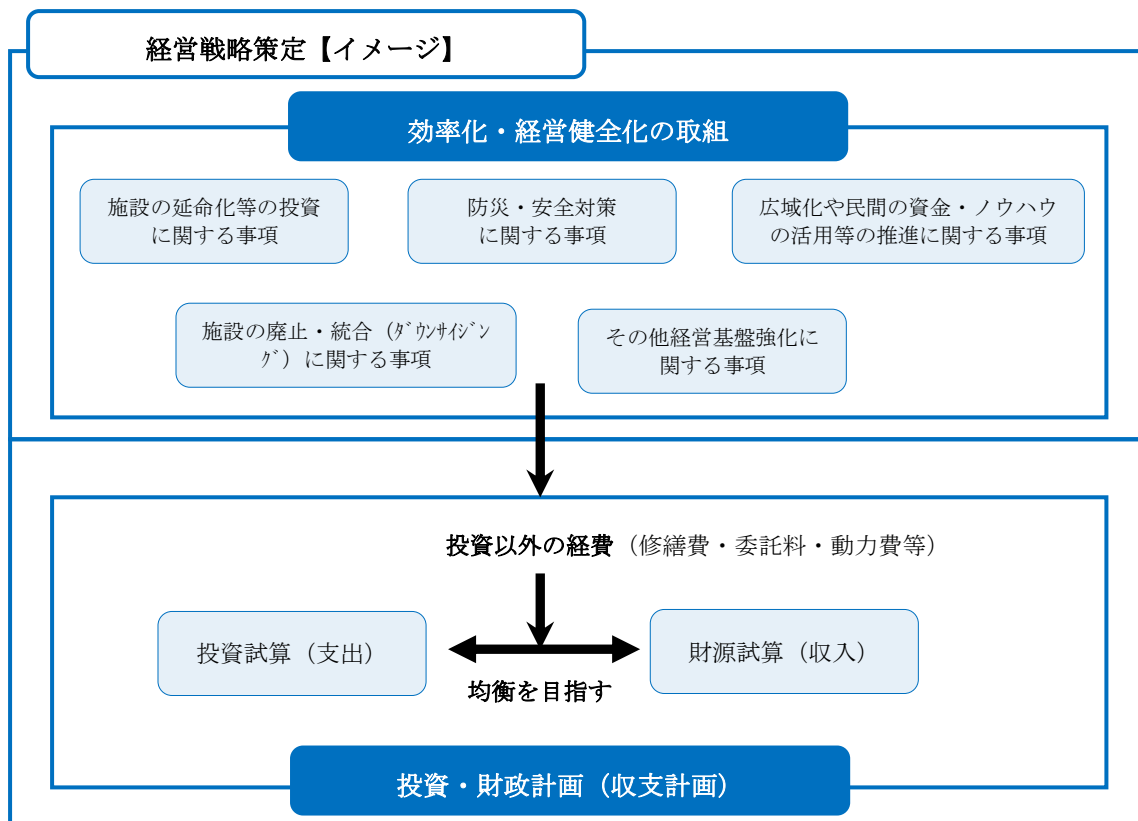 経営戦略策定【イメージ】
効率化・経営健全化の取組
施設の延命化等の投資
に関する事項
防災・安全対策
に関する事項
広域化や民間の資金・ノウハウ
の活用等の推進に関する事項
施設の廃止・統合（ﾀﾞｳﾝｻｲｼﾞﾝ
ｸﾞ）に関する事項
その他経営基盤強化に
関する事項
投資以外の経費（修繕費・委託料・動力費等）
投資試算（支出）
財源試算（収入）
均衡を目指す
投資・財政計画（収支計画）